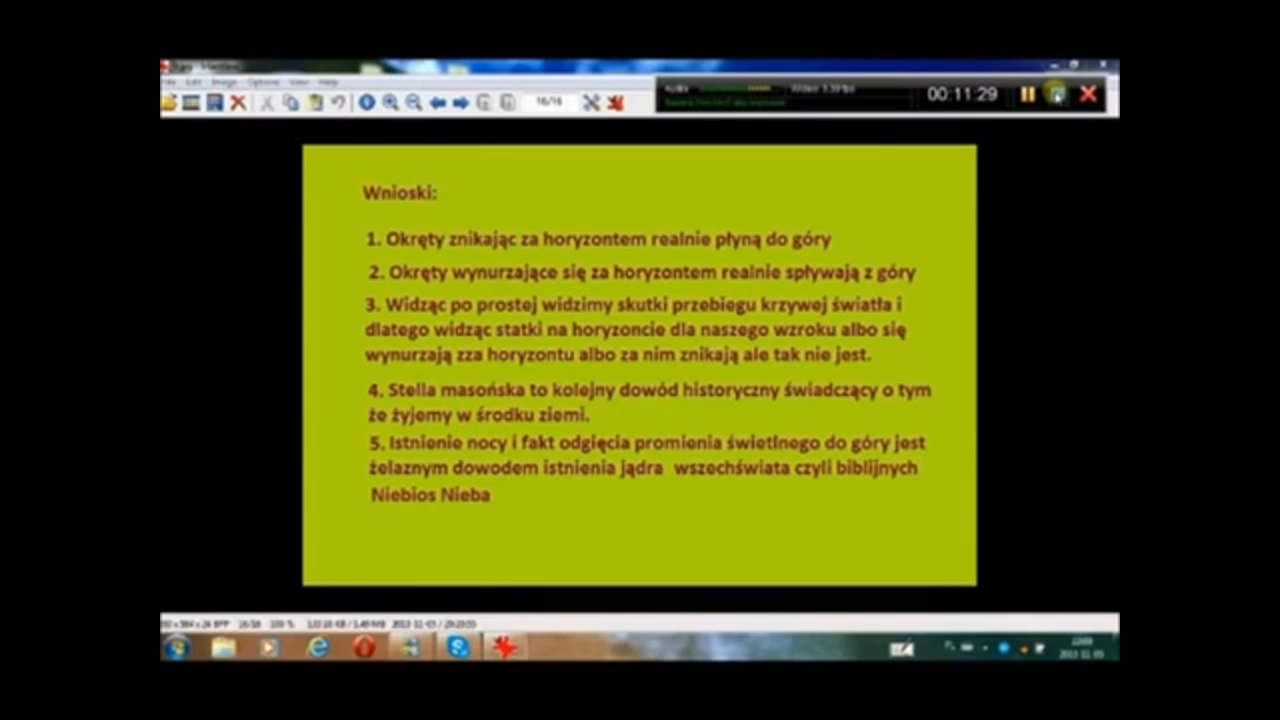 16/16
00:11:29
Wnioski:
1. Okręty znikając za horyzontem realnie płyną do góry
2. Okręty wynurzające się za horyzontem realnie spływają z góry
3. Widząc po prostej widzimy skutki przebiegu krzywej światła i
dlatego widząc statki na horyzoncie dla naszego wzroku albo się
wynurzają zza horyzontu albo za nim znikają ale tak nie jest.
4. Stella masońska to kolejny dowód historyczny świadczący o tym
że żyjemy w środku ziemi.
5. Istnienie nocy i fakt odgięcia promienia świetlnego do góry jest
żelaznym dowodem istnienia jądra wszechświata czyli biblijnych
Niebios Nieba